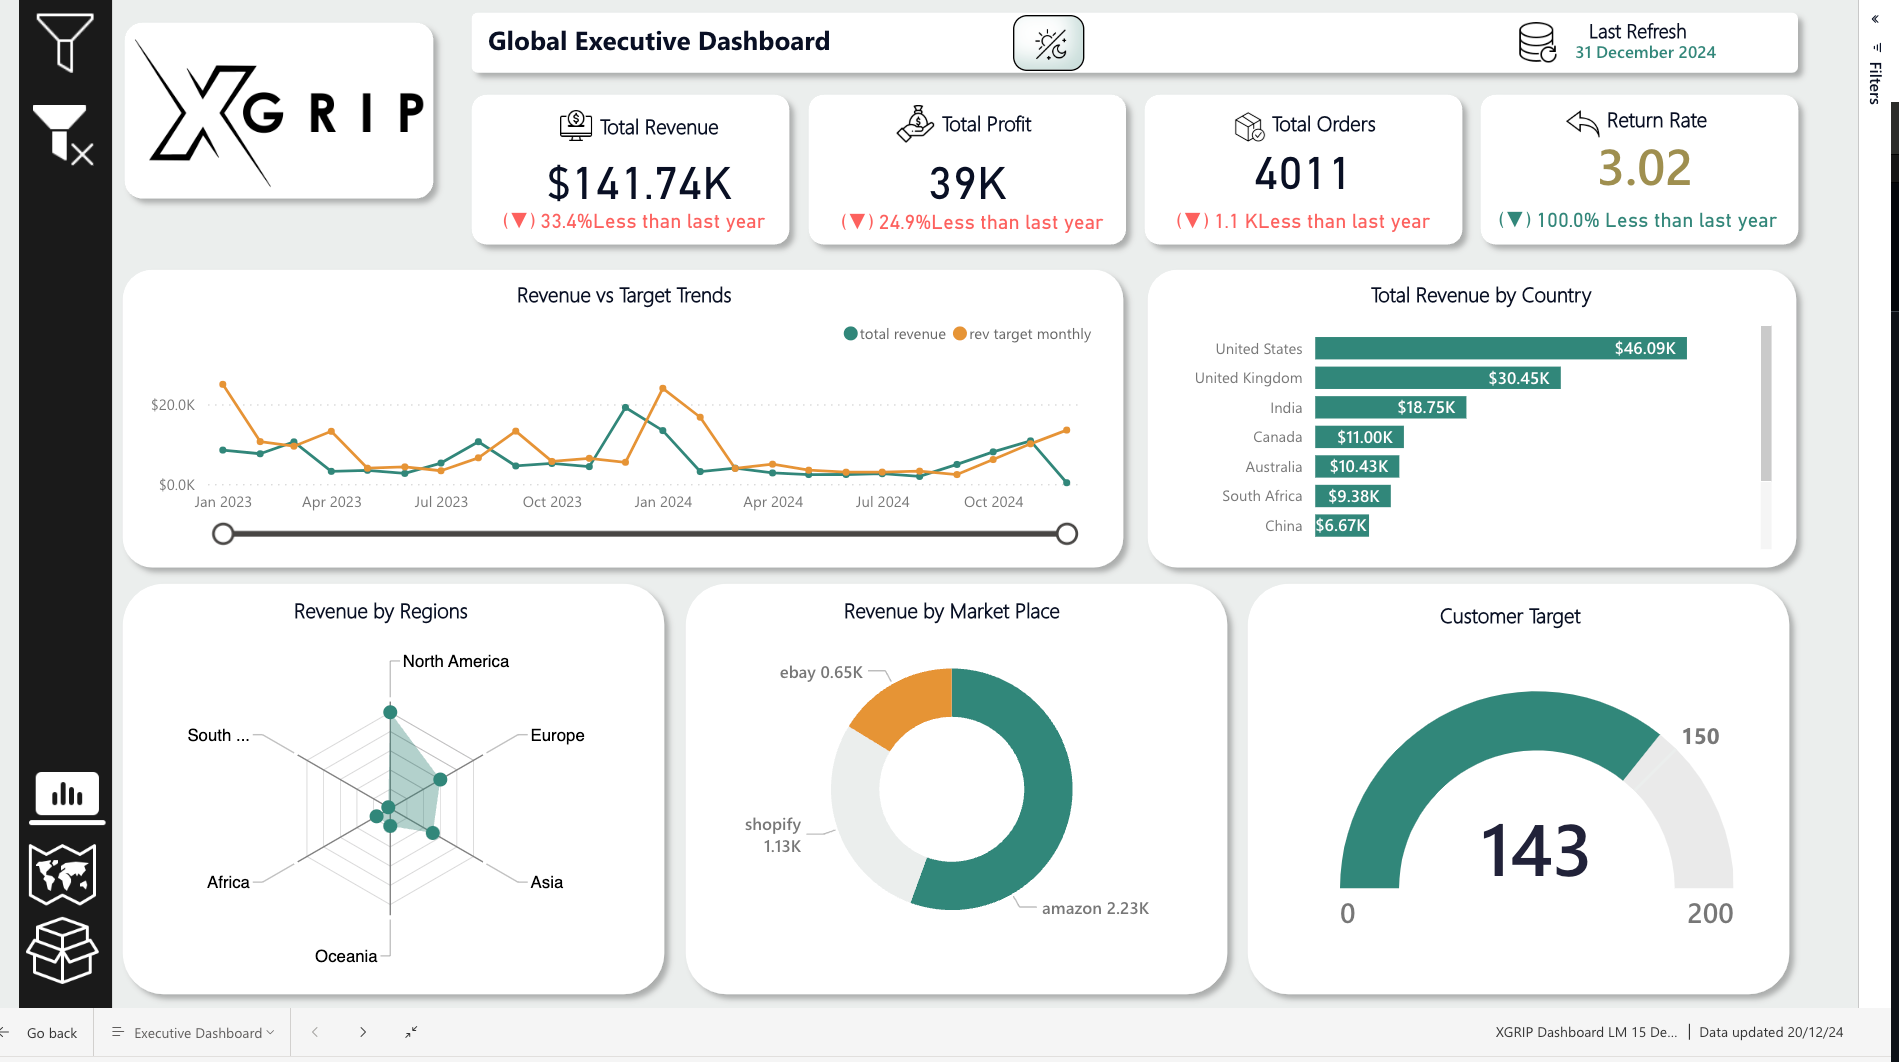 XGRIP
Global Executive Dashboard
Last Refresh
31 December 2024
« Filters
Total Revenue
$141.74K
(▼) 33.4%Less than last year
Total Profit
39K
(▼) 24.9%Less than last year
Total Orders
4011
(▼) 1.1 KLess than last year
Return Rate
3.02
(▼) 100.0% Less than last year
Revenue vs Target Trends
total revenue rev target monthly
$20.0K
$0.0K
Jan 2023 Apr 2023 Jul 2023 Oct 2023 Jan 2024 Apr 2024 Jul 2024 Oct 2024
Total Revenue by Country
United States $46.09K
United Kingdom $30.45K
India $18.75K
Canada $11.00K
Australia $10.43K
South Africa $9.38K
China $6.67K
Revenue by Regions
North America
South ...
Europe
Africa
Asia
Oceania
Revenue by Market Place
ebay 0.65K
shopify
1.13K
amazon 2.23K
Customer Target
150
143
0
200
Go back
Executive Dashboard
XGRIP Dashboard LM 15 De... | Data updated 20/12/24